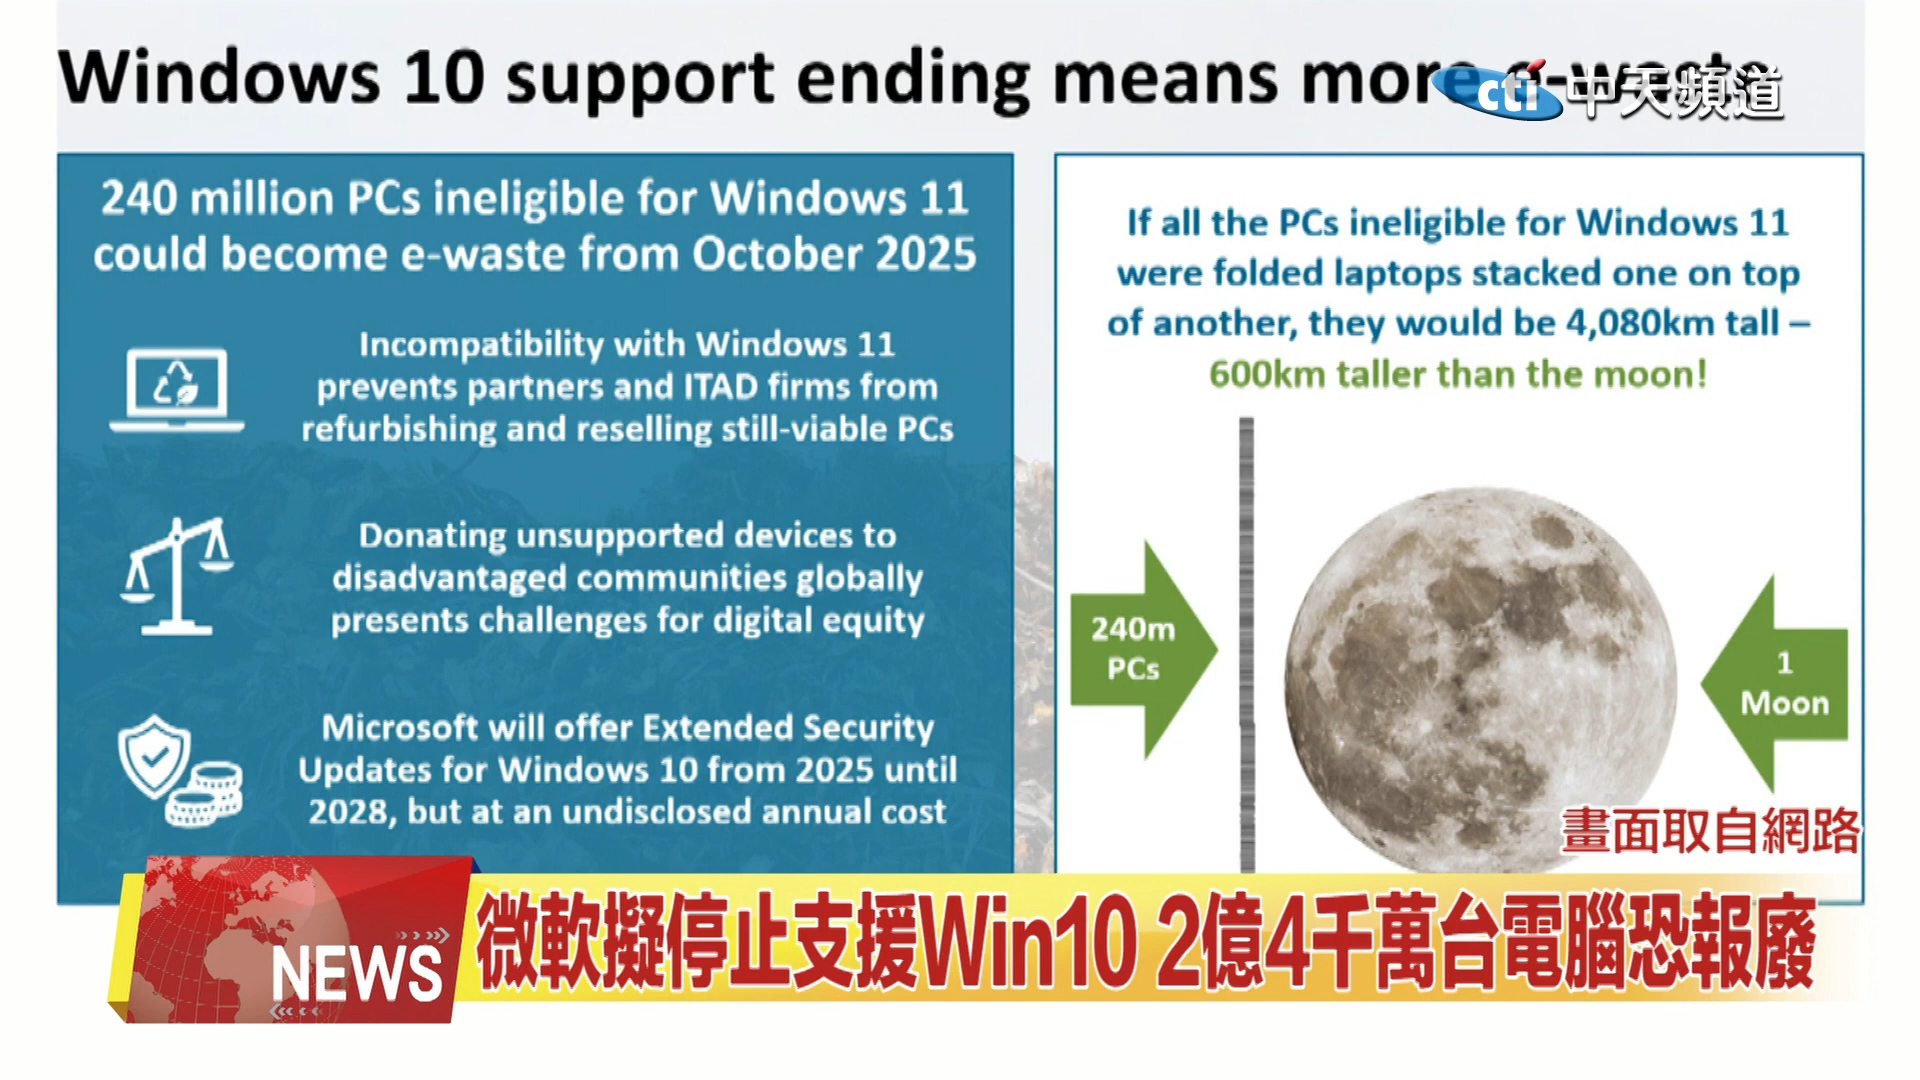 Windows 10 support ending means more e-waste
cti 中天頻道
240 million PCs ineligible for Windows 11
could become e-waste from October 2025
Incompatibility with Windows 11
prevents partners and ITAD firms from
refurbishing and reselling still-viable PCs
Donating unsupported devices to
disadvantaged communities globally
presents challenges for digital equity
Microsoft will offer Extended Security
Updates for Windows 10 from 2025 until
2028, but at an undisclosed annual cost
If all the PCs ineligible for Windows 11
were folded laptops stacked one on top
of another, they would be 4,080km tall –
600km taller than the moon!
240m
PCs
1
Moon
畫面取自網路
NEWS
微軟擬停止支援Win10 2億4千萬台電腦恐報廢